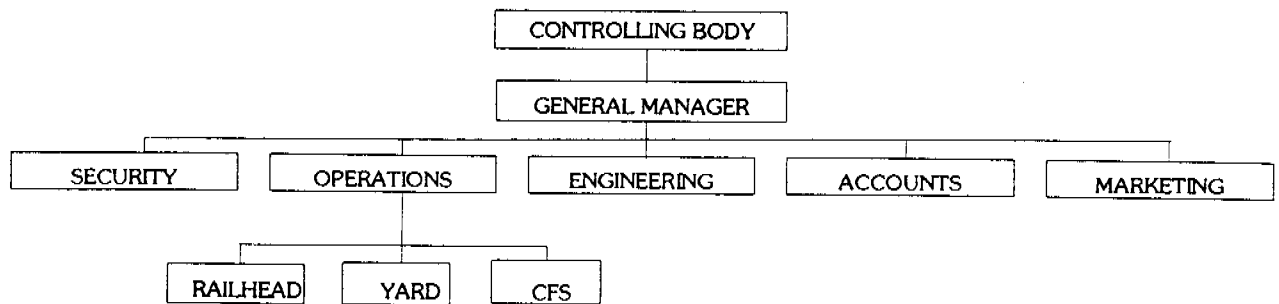 CONTROLLING BODY
GENERAL MANAGER
SECURITY OPERATIONS ENGINEERING ACCOUNTS MARKETING
RAILHEAD YARD CFS